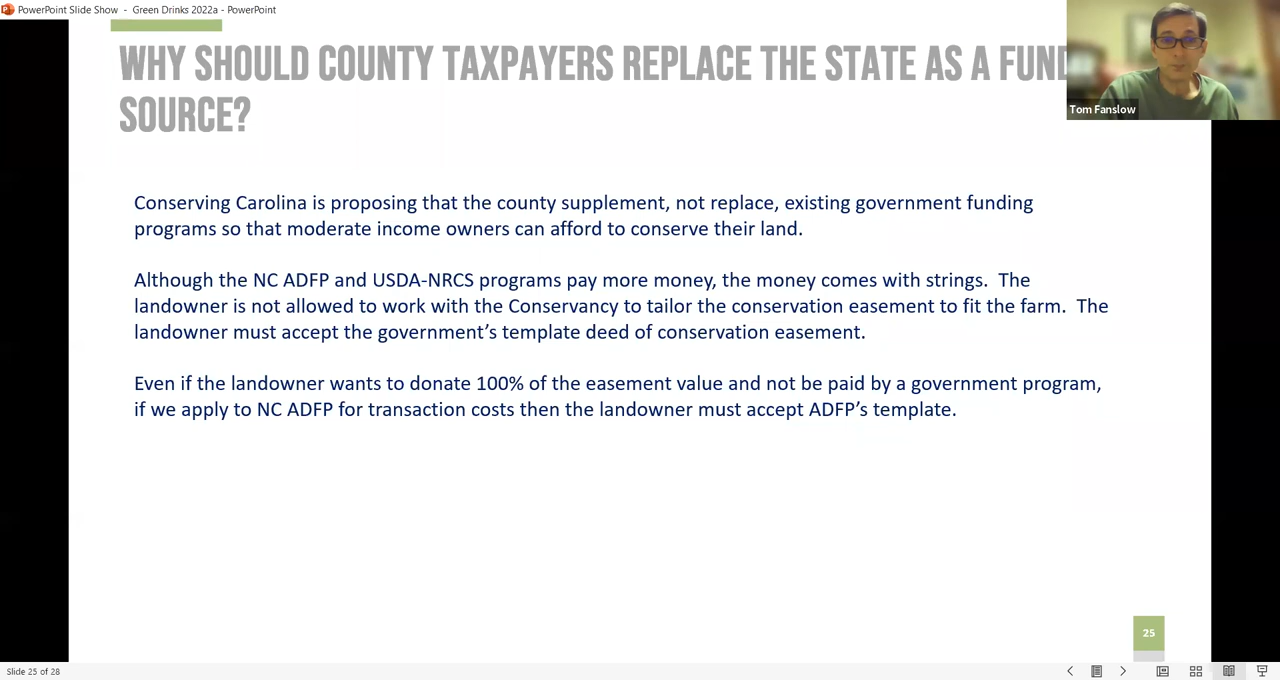 PowerPoint Slide Show - Green Drinks 2022a - PowerPoint
WHY SHOULD COUNTY TAXPAYERS REPLACE THE STATE AS A FUND
SOURCE?
Tom Fanslow
Conserving Carolina is proposing that the county supplement, not replace, existing government funding
programs so that moderate income owners can afford to conserve their land.
Although the NC ADFP and USDA-NRCS programs pay more money, the money comes with strings.  The
landowner is not allowed to work with the Conservancy to tailor the conservation easement to fit the farm.  The
landowner must accept the government’s template deed of conservation easement.
Even if the landowner wants to donate 100% of the easement value and not be paid by a government program,
if we apply to NC ADFP for transaction costs then the landowner must accept ADFP’s template.
25
Slide 25 of 28